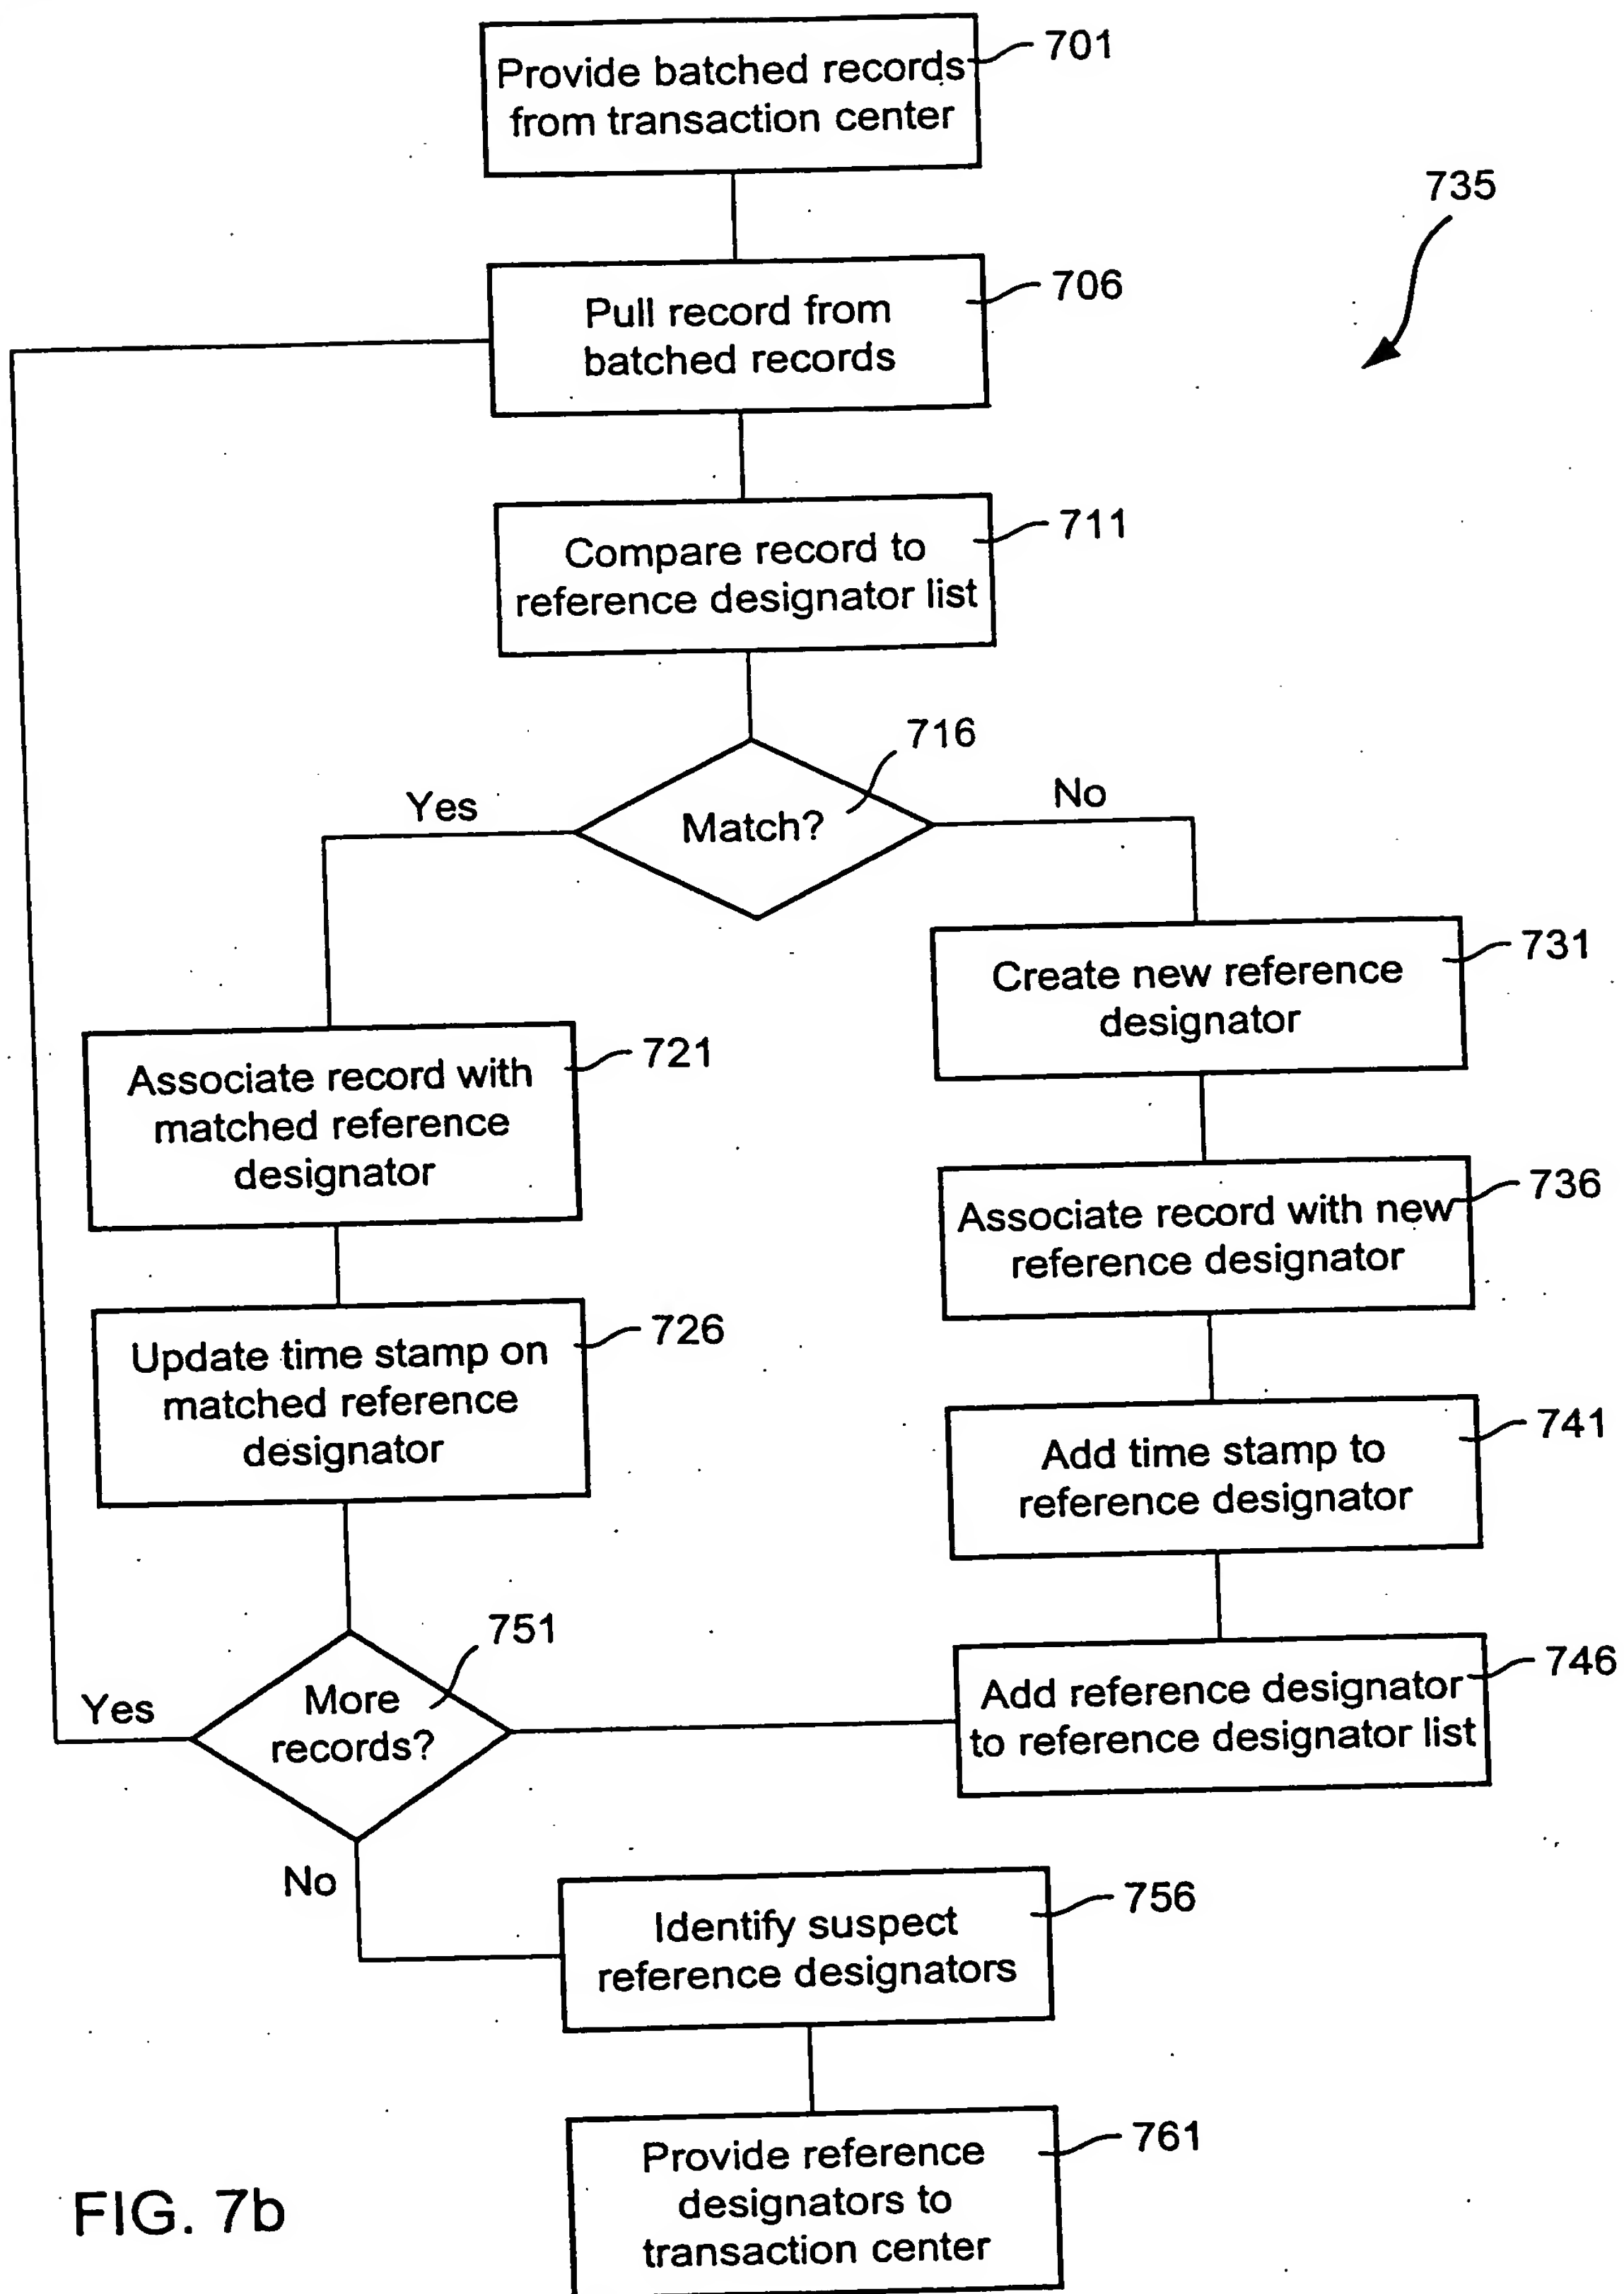 Provide batched records
from transaction center
701
735
Pull record from
batched records
706
Compare record to
reference designator list
711
Match?
716
Yes
No
Create new reference
designator
731
Associate record with
matched reference
designator
721
Associate record with new
reference designator
736
Update time stamp on
matched reference
designator
726
Add time stamp to
reference designator
741
More
records?
751
Yes
No
Add reference designator
to reference designator list
746
Identify suspect
reference designators
756
Provide reference
designators to
transaction center
761
FIG. 7b